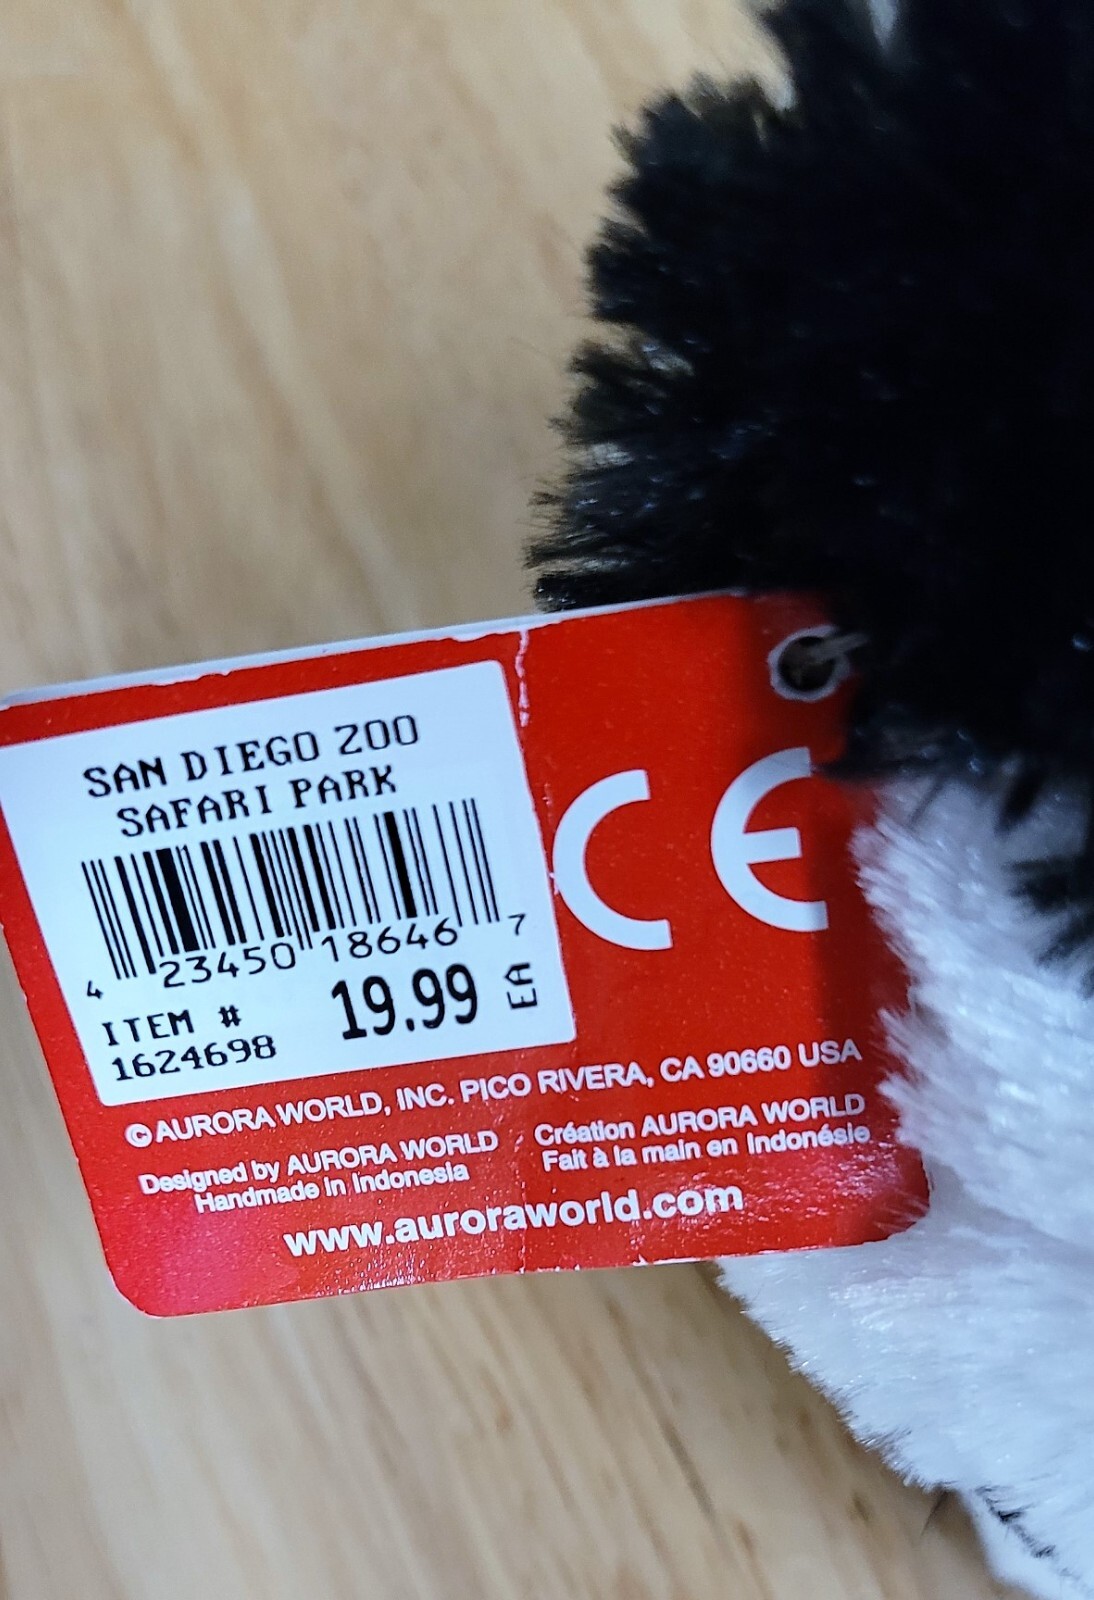 SAN DIEGO ZOO
SAFARI PARK
4 23450 18646 7
ITEM #
1624698
19.99 EA
CE
©AURORA WORLD, INC. PICO RIVERA, CA 90660 USA
Designed by AURORA WORLD
Handmade in Indonesia
Création AURORA WORLD
Fait à la main en Indonésie
www.auroraworld.com